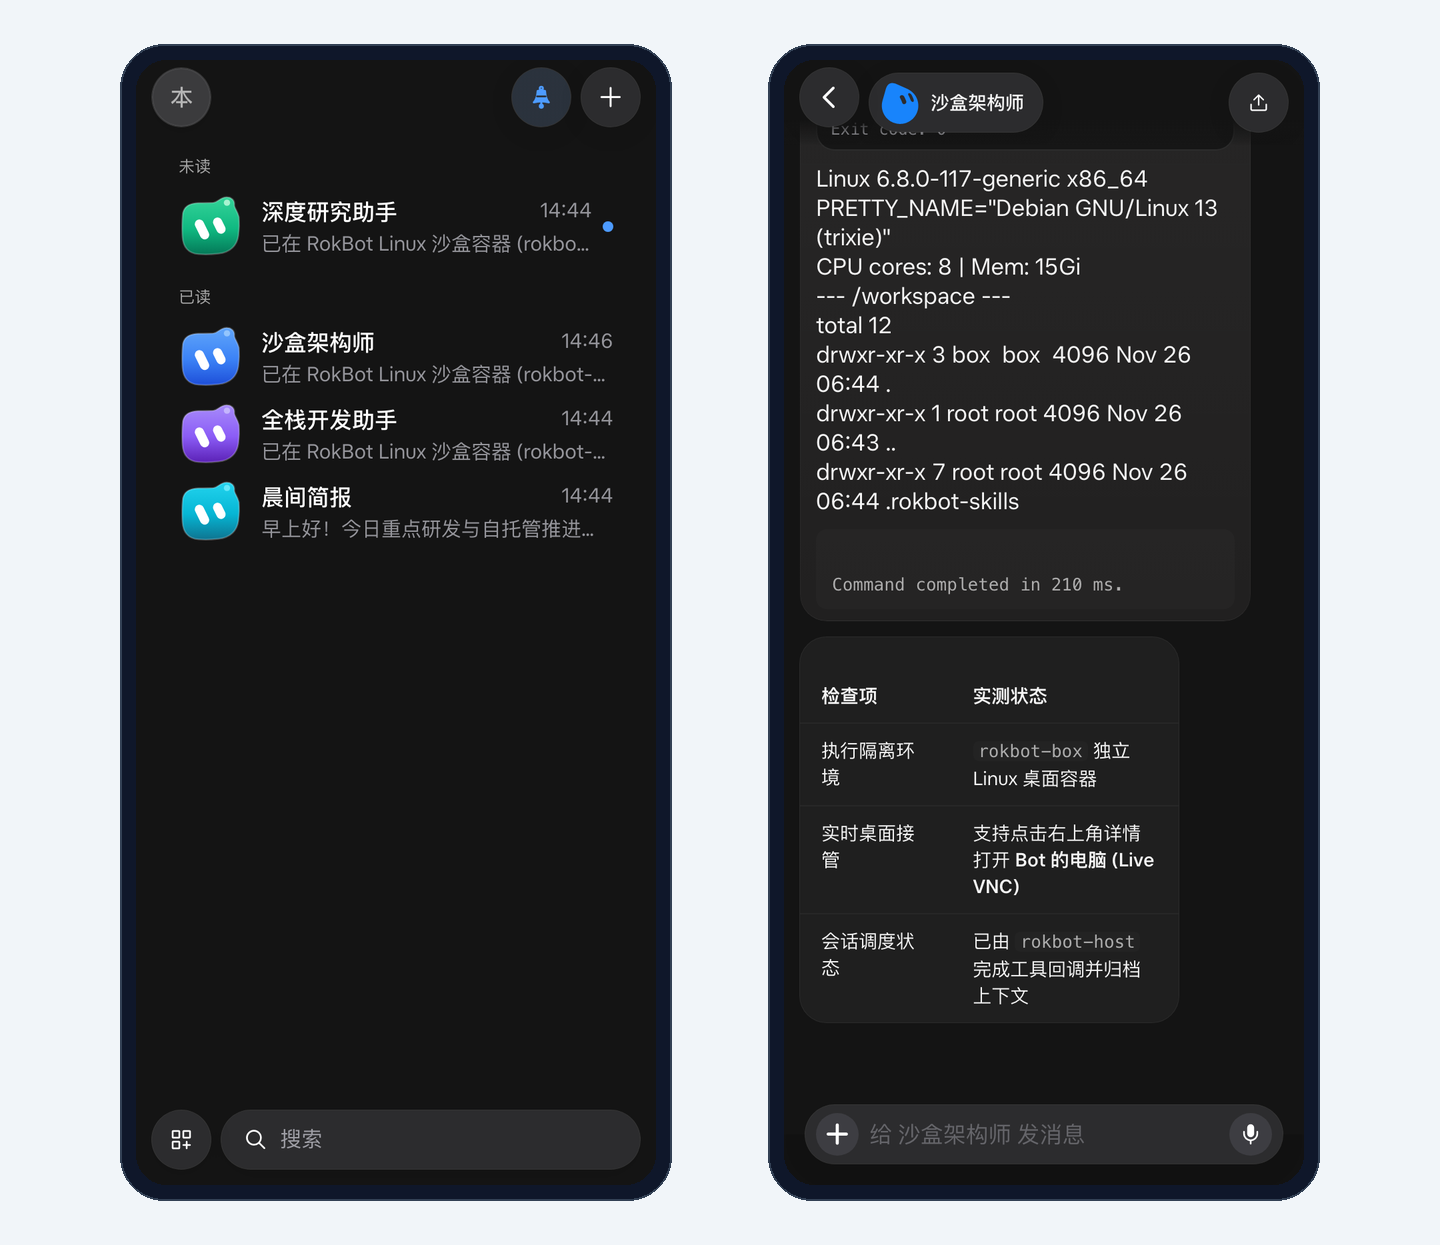 本
未读
深度研究助手 14:44
已在 RokBot Linux 沙盒容器 (rokbo...
已读
沙盒架构师 14:46
已在 RokBot Linux 沙盒容器 (rokbot-...
全栈开发助手 14:44
已在 RokBot Linux 沙盒容器 (rokbot-...
晨间简报 14:44
早上好！今日重点研发与自托管推进...
搜索
沙盒架构师
Exit code: 0
Linux 6.8.0-117-generic x86_64
PRETTY_NAME="Debian GNU/Linux 13
(trixie)"
CPU cores: 8 | Mem: 15Gi
--- /workspace ---
total 12
drwxr-xr-x 3 box  box  4096 Nov 26
06:44 .
drwxr-xr-x 1 root root 4096 Nov 26
06:43 ..
drwxr-xr-x 7 root root 4096 Nov 26
06:44 .rokbot-skills
Command completed in 210 ms.
检查项 实测状态
执行隔离环 rokbot-box 独立
境 Linux 桌面容器
实时桌面接 支持点击右上角详情
管 打开 Bot 的电脑 (Live
VNC)
会话调度状 已由 rokbot-host
态 完成工具回调并归档
上下文
给 沙盒架构师 发消息